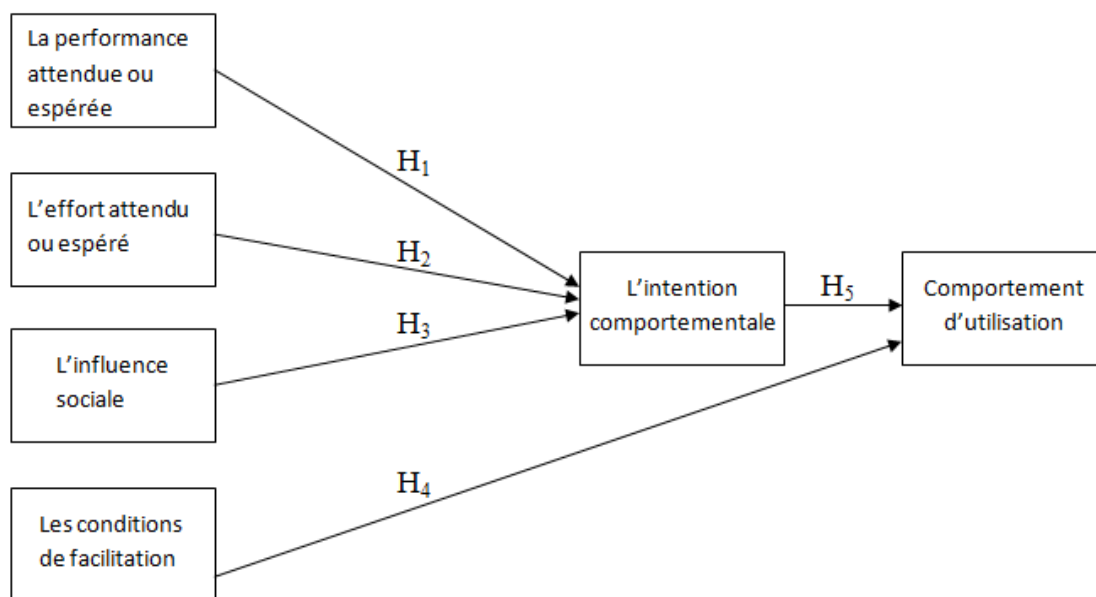 La performance
attendue ou
espérée
H1
L'effort attendu
ou espéré
H2
L'intention
comportementale
H5
Comportement
d'utilisation
H3
L'influence
sociale
H4
Les conditions
de facilitation